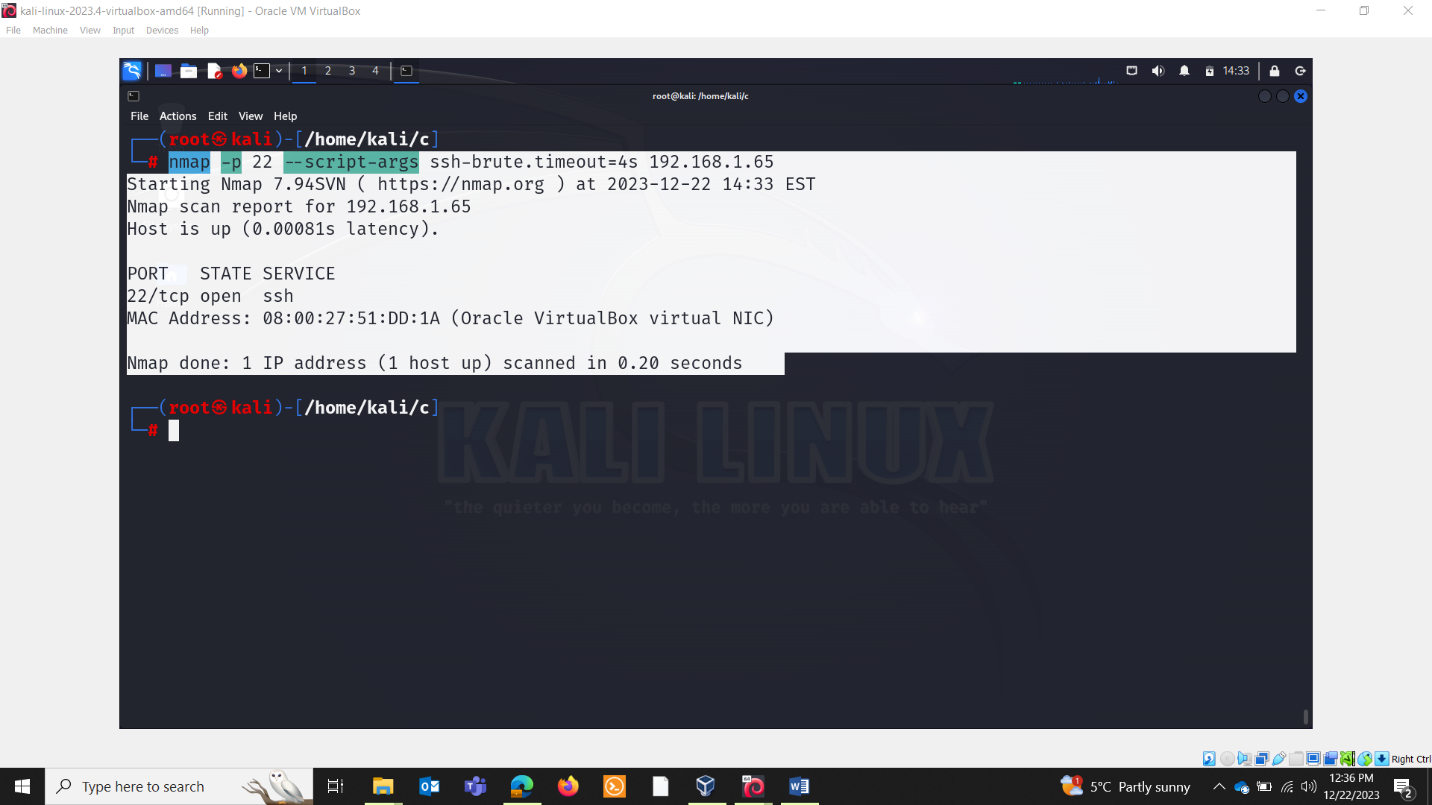 kali-linux-2023.4-virtualbox-amd64 [Running] - Oracle VM VirtualBox
File Machine View Input Devices Help
1 2 3 4 14:33
root@kali: /home/kali/c
File Actions Edit View Help
(root㉿kali)-[/home/kali/c]
# nmap -p 22 --script-args ssh-brute.timeout=4s 192.168.1.65
Starting Nmap 7.94SVN ( https://nmap.org ) at 2023-12-22 14:33 EST
Nmap scan report for 192.168.1.65
Host is up (0.00081s latency).
PORT STATE SERVICE
22/tcp open ssh
MAC Address: 08:00:27:51:DD:1A (Oracle VirtualBox virtual NIC)
Nmap done: 1 IP address (1 host up) scanned in 0.20 seconds
(root㉿kali)-[/home/kali/c]
#
KALI LINUX
"the quieter you become, the more you are able to hear"
Right Ctrl
Type here to search
1 5°C Partly sunny
12:36 PM
12/22/2023
2